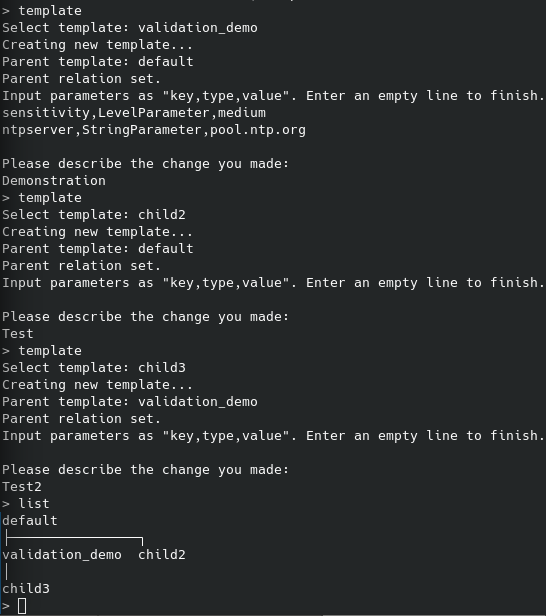 > template
Select template: validation_demo
Creating new template...
Parent template: default
Parent relation set.
Input parameters as "key,type,value". Enter an empty line to finish.
sensitivity,LevelParameter,medium
ntpserver,StringParameter,pool.ntp.org
Please describe the change you made:
Demonstration
> template
Select template: child2
Creating new template...
Parent template: default
Parent relation set.
Input parameters as "key,type,value". Enter an empty line to finish.
Please describe the change you made:
Test
> template
Select template: child3
Creating new template...
Parent template: validation_demo
Parent relation set.
Input parameters as "key,type,value". Enter an empty line to finish.
Please describe the change you made:
Test2
> list
default
validation_demo  child2
child3
>